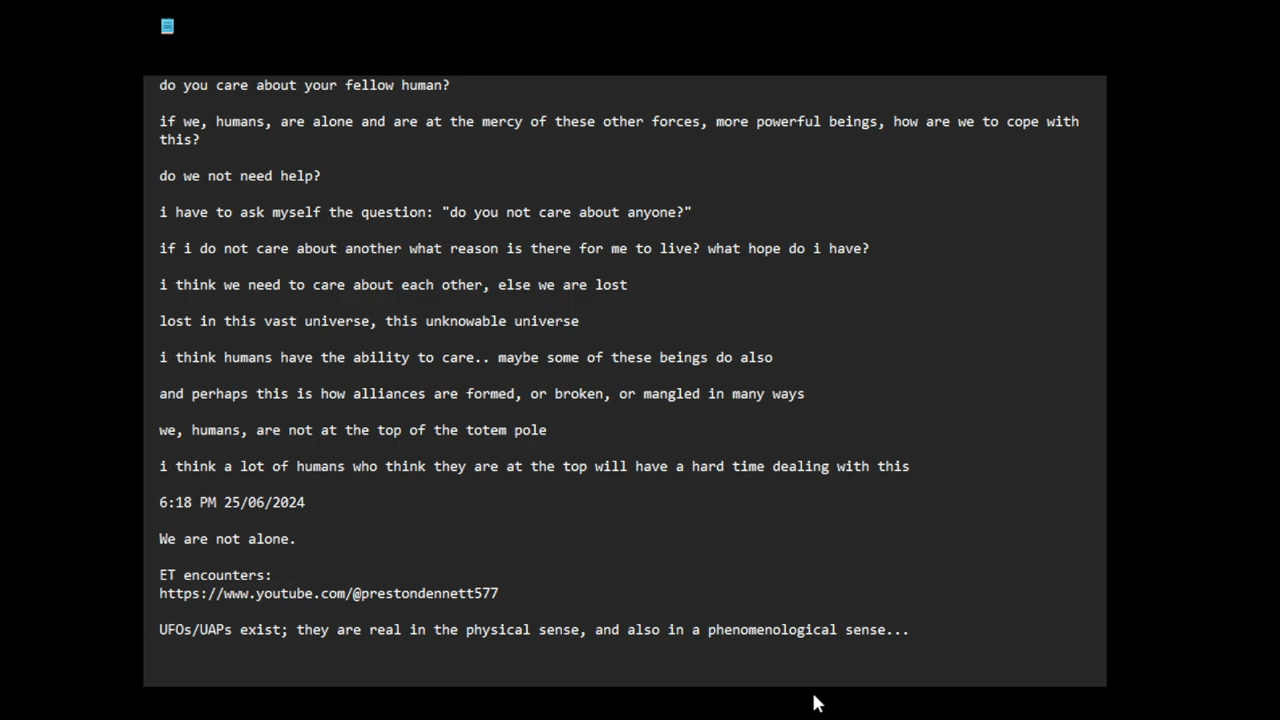 do you care about your fellow human?
if we, humans, are alone and are at the mercy of these other forces, more powerful beings, how are we to cope with
this?
do we not need help?
i have to ask myself the question: "do you not care about anyone?"
if i do not care about another what reason is there for me to live? what hope do i have?
i think we need to care about each other, else we are lost
lost in this vast universe, this unknowable universe
i think humans have the ability to care.. maybe some of these beings do also
and perhaps this is how alliances are formed, or broken, or mangled in many ways
we, humans, are not at the top of the totem pole
i think a lot of humans who think they are at the top will have a hard time dealing with this
6:18 PM 25/06/2024
We are not alone.
ET encounters:
https://www.youtube.com/@prestondennett577
UFOs/UAPs exist; they are real in the physical sense, and also in a phenomenological sense...